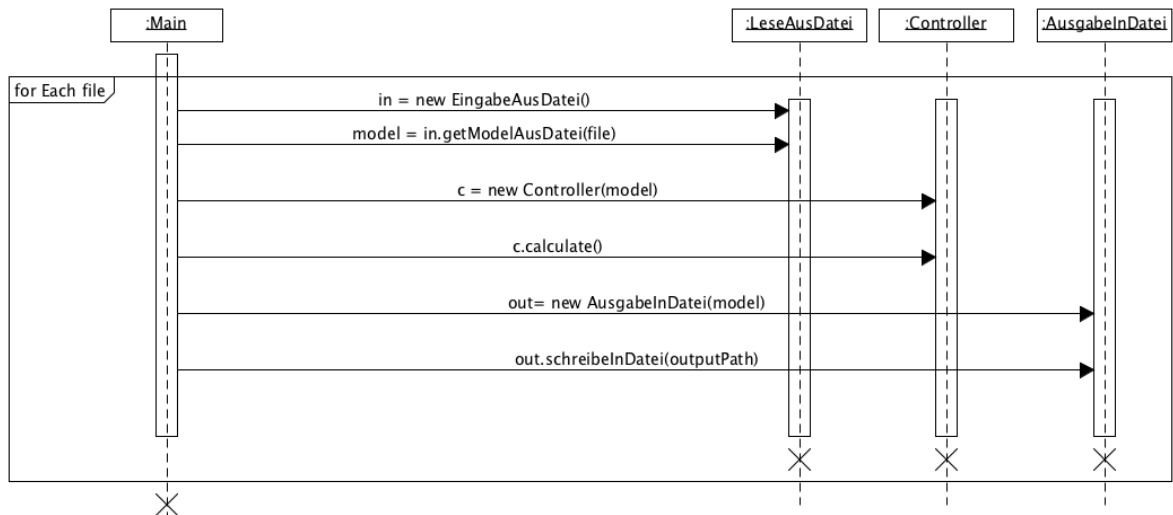 :Main
:LeseAusDatei
:Controller
:AusgabeInDatei
for Each file
in = new EingabeAusDatei()
model = in.getModelAusDatei(file)
c = new Controller(model)
c.calculate()
out= new AusgabeInDatei(model)
out.schreibeInDatei(outputPath)